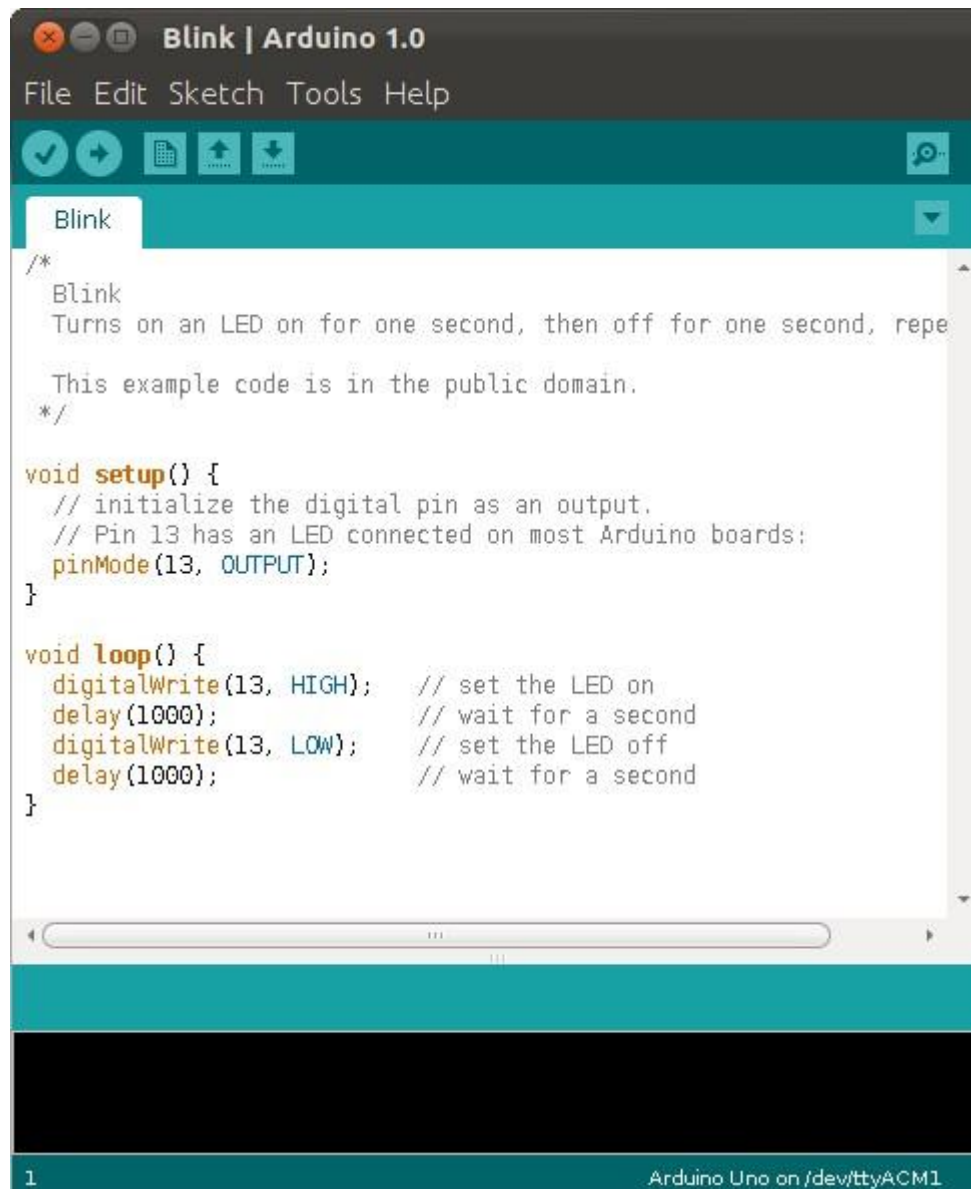 Blink | Arduino 1.0
File Edit Sketch Tools Help
Blink
/*
  Blink
  Turns on an LED on for one second, then off for one second, repe

  This example code is in the public domain.
 */

void setup() {
  // initialize the digital pin as an output.
  // Pin 13 has an LED connected on most Arduino boards:
  pinMode(13, OUTPUT);
}

void loop() {
  digitalWrite(13, HIGH);   // set the LED on
  delay(1000);              // wait for a second
  digitalWrite(13, LOW);    // set the LED off
  delay(1000);              // wait for a second
}
1 Arduino Uno on /dev/ttyACM1